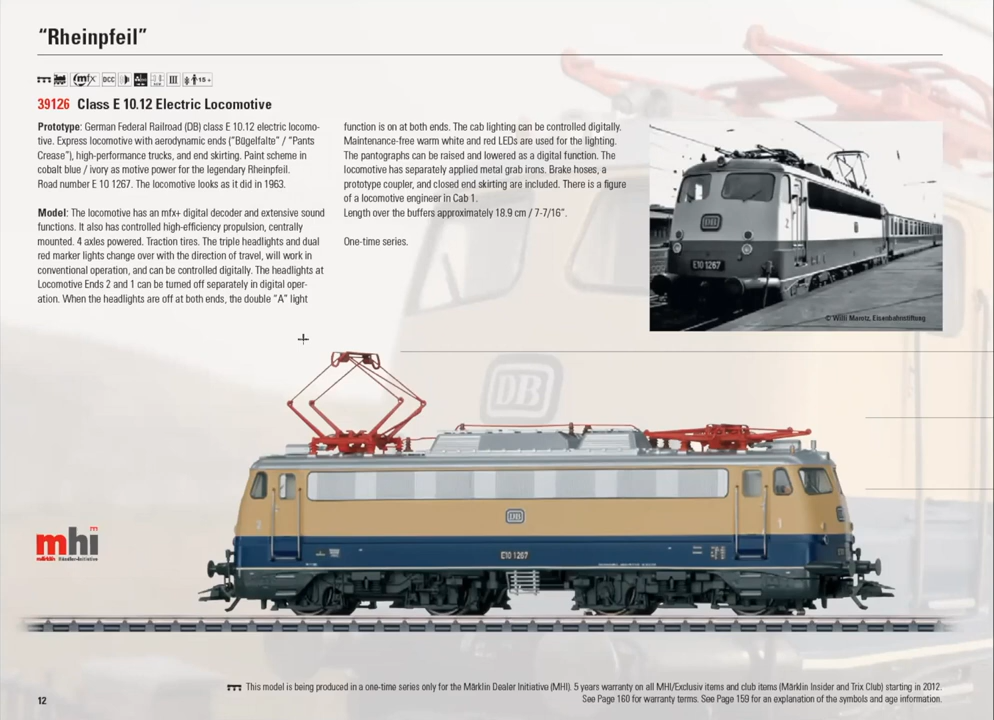 “Rheinpfeil”
mfx DCC III 15 +
39126 Class E 10.12 Electric Locomotive
Prototype: German Federal Railroad (DB) class E 10.12 electric locomo-
tive. Express locomotive with aerodynamic ends (“Bügelfalte” / “Pants
Crease”), high-performance trucks, and end skirting. Paint scheme in
cobalt blue / ivory as motive power for the legendary Rheinpfeil.
Road number E 10 1267. The locomotive looks as it did in 1963.
Model: The locomotive has an mfx+ digital decoder and extensive sound
functions. It also has controlled high-efficiency propulsion, centrally
mounted. 4 axles powered. Traction tires. The triple headlights and dual
red marker lights change over with the direction of travel, will work in
conventional operation, and can be controlled digitally. The headlights at
Locomotive Ends 2 and 1 can be turned off separately in digital oper-
ation. When the headlights are off at both ends, the double “A” light
function is on at both ends. The cab lighting can be controlled digitally.
Maintenance-free warm white and red LEDs are used for the lighting.
The pantographs can be raised and lowered as a digital function. The
locomotive has separately applied metal grab irons. Brake hoses, a
prototype coupler, and closed end skirting are included. There is a figure
of a locomotive engineer in Cab 1.
Length over the buffers approximately 18.9 cm / 7-7/16”.
One-time series.
DB
2
E10 1267
© Willi Marotz, Eisenbahnstiftung
DB
2
DB
1
E10 1267
mhi
märklin Händler-Initiative
This model is being produced in a one-time series only for the Märklin Dealer Initiative (MHI). 5 years warranty on all MHI/Exclusiv items and club items (Märklin Insider and Trix Club) starting in 2012.
See Page 160 for warranty terms. See Page 159 for an explanation of the symbols and age information.
12